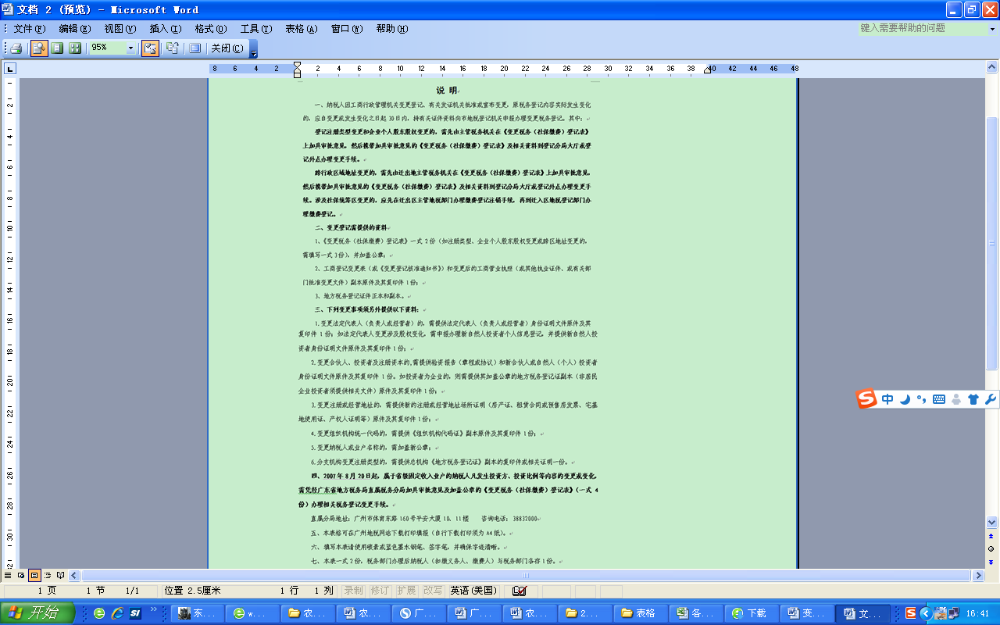 文档 2 (预览) - Microsoft Word
文件(F) 编辑(E) 视图(V) 插入(I) 格式(O) 工具(T) 表格(A) 窗口(W) 帮助(H) 键入需要帮助的问题
95% 关闭(C)
8 6 4 2 2 4 6 8 10 12 14 16 18 20 22 24 26 28 30 32 34 36 38 40 42 44 46 48
说 明
一、纳税人因工商行政管理机关变更登记、有关发证机关批准或宣布变更，原税务登记内容实际发生变化
的，应自变更或发生变化之日起 30 日内，持有关证件资料向市地税登记机关申报办理变更税务登记。其中：
登记注册类型变更和企业个人股东股权变更的，需先由主管税务机关在《变更税务（社保缴费）登记表》
上加具审批意见，然后携带加具审批意见的《变更税务（社保缴费）登记表》及相关资料到登记分局大厅或登
记外点办理变更手续。
跨行政区域地址变更的，需先由迁出地主管税务机关在《变更税务（社保缴费）登记表》上加具审批意见，
然后携带加具审批意见的《变更税务（社保缴费）登记表》及相关资料到登记分局大厅或登记外点办理变更手
续。涉及社保统筹区变更的，应先在迁出区主管地税部门办理缴费登记注销手续，再到迁入区地税登记部门办
理缴费登记。
二、变更登记需提供的资料
1、《变更税务（社保缴费）登记表》一式 2 份（如注册类型、企业个人股东股权变更或跨区地址变更的，
需填写一式 3 份），并加盖公章；
2、工商登记变更表（或《变更登记核准通知书》）和变更后的工商营业执照（或其他执业证件、或有关部
门批准变更文件）副本原件及其复印件 1 份；
3、地方税务登记证件正本和副本。
三、下列变更事项须另外提供以下资料：
1.变更法定代表人（负责人或经营者）的，需提供法定代表人（负责人或经营者）身份证明文件原件及其
复印件 1 份；如法定代表人变更涉及股权变化，需申报办理新自然人投资者个人信息登记，并提供新自然人投
资者身份证明文件原件及其复印件 1 份；
2.变更合伙人、投资者及注册资本的,需提供验资报告（章程或协议）和新合伙人或自然人（个人）投资者
身份证明文件原件及其复印件 1 份。如投资者为企业的，则需提供其加盖公章的地方税务登记证副本（非居民
企业投资者须提供相关文件）原件及其复印件 1 份；
3.变更注册或经营地址的，需提供新的注册或经营地址场所证明（房产证、租赁合同或预售房发票、宅基
地使用证、产权人证明等）原件及其复印件 1 份；
4.变更组织机构统一代码的，需提供《组织机构代码证》副本原件及其复印件 1 份；
5.变更纳税人或业户名称的，需加盖新公章；
6.分支机构变更注册类型的，需提供总机构《地方税务登记证》副本的复印件或相关证明一份。
四、2007 年 8 月 20 日起，属于省级固定收入业户的纳税人凡发生投资方、投资比例等内容的变更或变化，
需凭经广东省地方税务局直属税务分局加具审批意见及加盖公章的《变更税务（社保缴费）登记表》（一式 4
份）办理相关税务登记变更手续。
直属分局地址：广州市体育东路 160 号平安大厦 10、11 楼 咨询电话：38832000
五、本表格可在广州地税网站下载打印填报（自行下载打印须为 A4 纸）。
六、填写本表请使用碳素或蓝色墨水钢笔、签字笔，并确保字迹清晰。
七、本表一式 2 份，税务部门办理后纳税人（扣缴义务人、缴费人）与税务部门各存 1 份。
中
1 页 1 节 1/1 位置 2.5厘米 1 行 1 列 录制 修订 扩展 改写 英语(美国)
开始 东... w... 农... 农... 广... 广... 农... 2... 表格 各... 下载 变... 文... 16:41